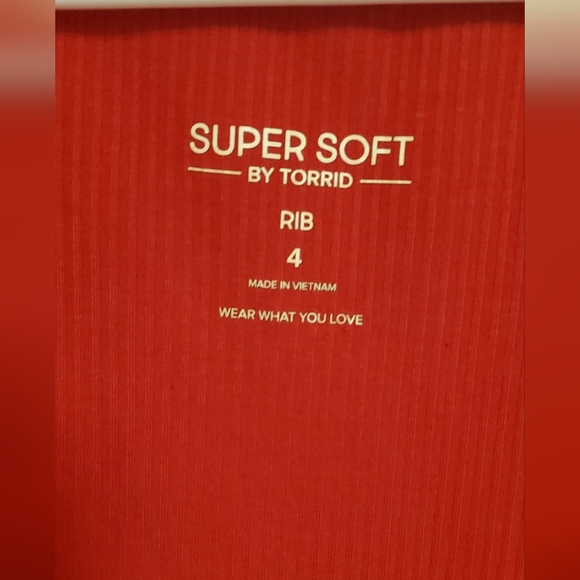 SUPER SOFT
BY TORRID
RIB
4
MADE IN VIETNAM
WEAR WHAT YOU LOVE